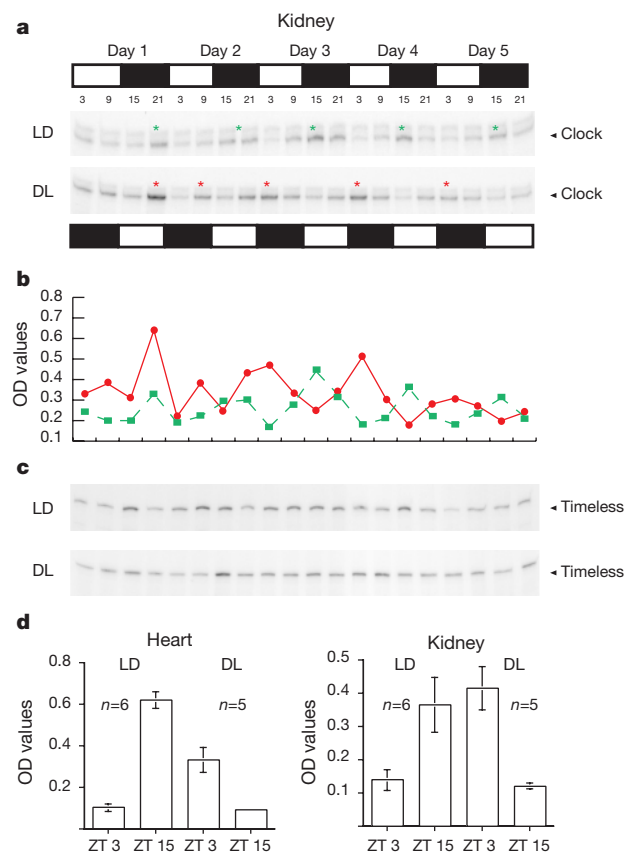 Kidney
a
Day 1 Day 2 Day 3 Day 4 Day 5
3 9 15 21 3 9 15 21 3 9 15 21 3 9 15 21 3 9 15 21
* * * * *
LD ◄ Clock
* * * * *
DL ◄ Clock
b
0.8
0.7
0.6
0.5
0.4
0.3
0.2
0.1
OD values
c
LD ◄ Timeless
DL ◄ Timeless
d
Heart
LD DL
n=6 n=5
0.8
0.6
0.4
0.2
OD values
ZT 3 ZT 15 ZT 3 ZT 15
Kidney
LD DL
n=6 n=5
0.5
0.4
0.3
0.2
0.1
OD values
ZT 3 ZT 15 ZT 3 ZT 15